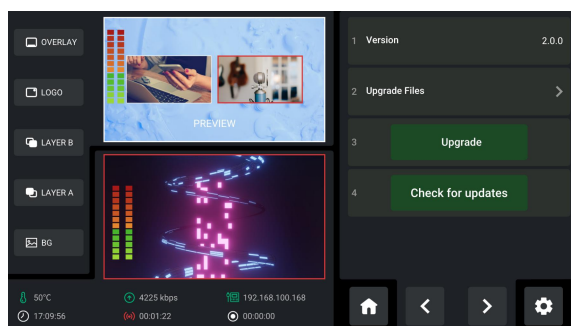 OVERLAY
LOGO
LAYER B
LAYER A
BG
PREVIEW
50°C
4225 kbps
192.168.100.168
17:09:56
00:01:22
00:00:00
1 Version 2.0.0
2 Upgrade Files
3 Upgrade
4 Check for updates